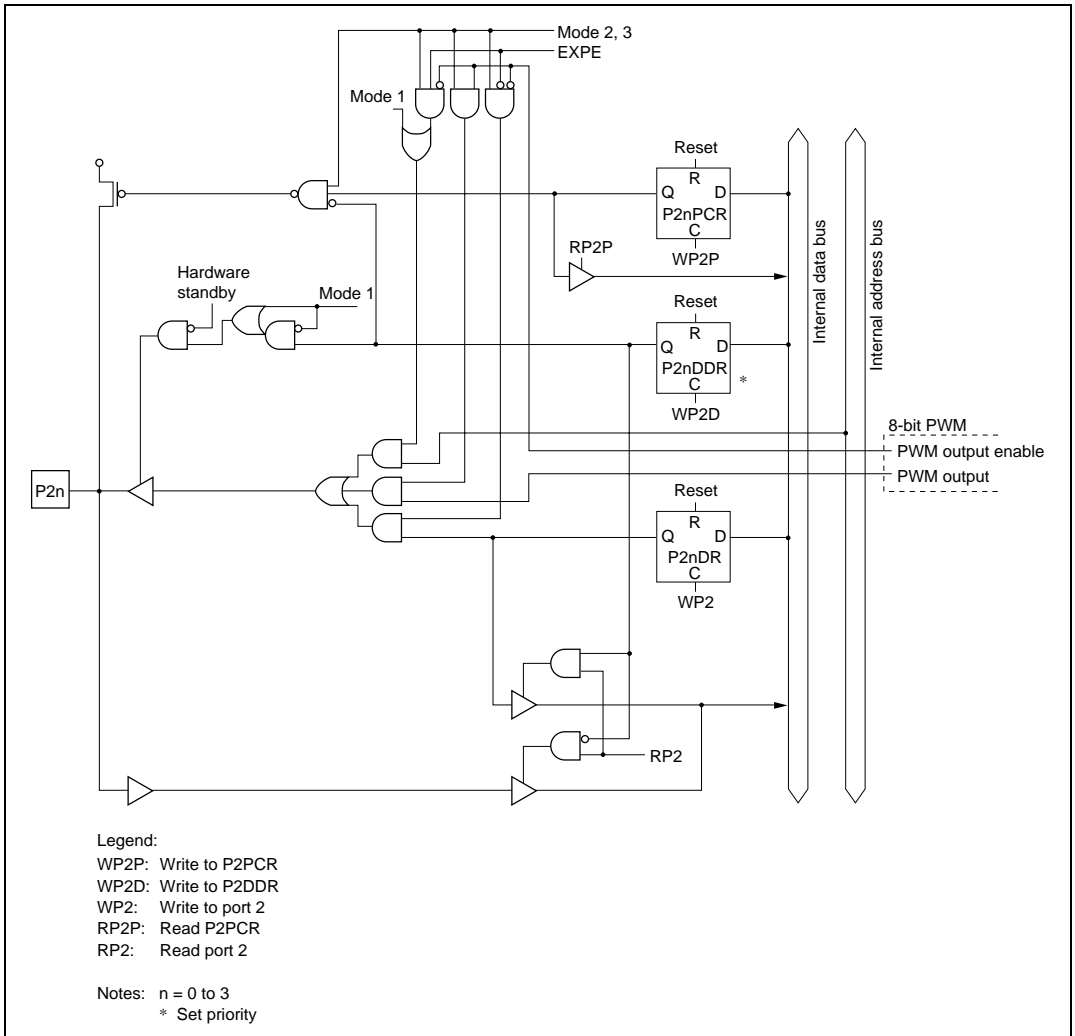 Mode 2, 3
EXPE
Mode 1
Reset
R
Q D
P2nPCR
C
WP2P
RP2P
Hardware
standby
Mode 1
Reset
R
Q D
P2nDDR
C
*
WP2D
Internal data bus
Internal address bus
8-bit PWM
PWM output enable
PWM output
P2n
Reset
R
Q D
P2nDR
C
WP2
RP2
Legend:
WP2P: Write to P2PCR
WP2D: Write to P2DDR
WP2: Write to port 2
RP2P: Read P2PCR
RP2: Read port 2
Notes: n = 0 to 3
* Set priority